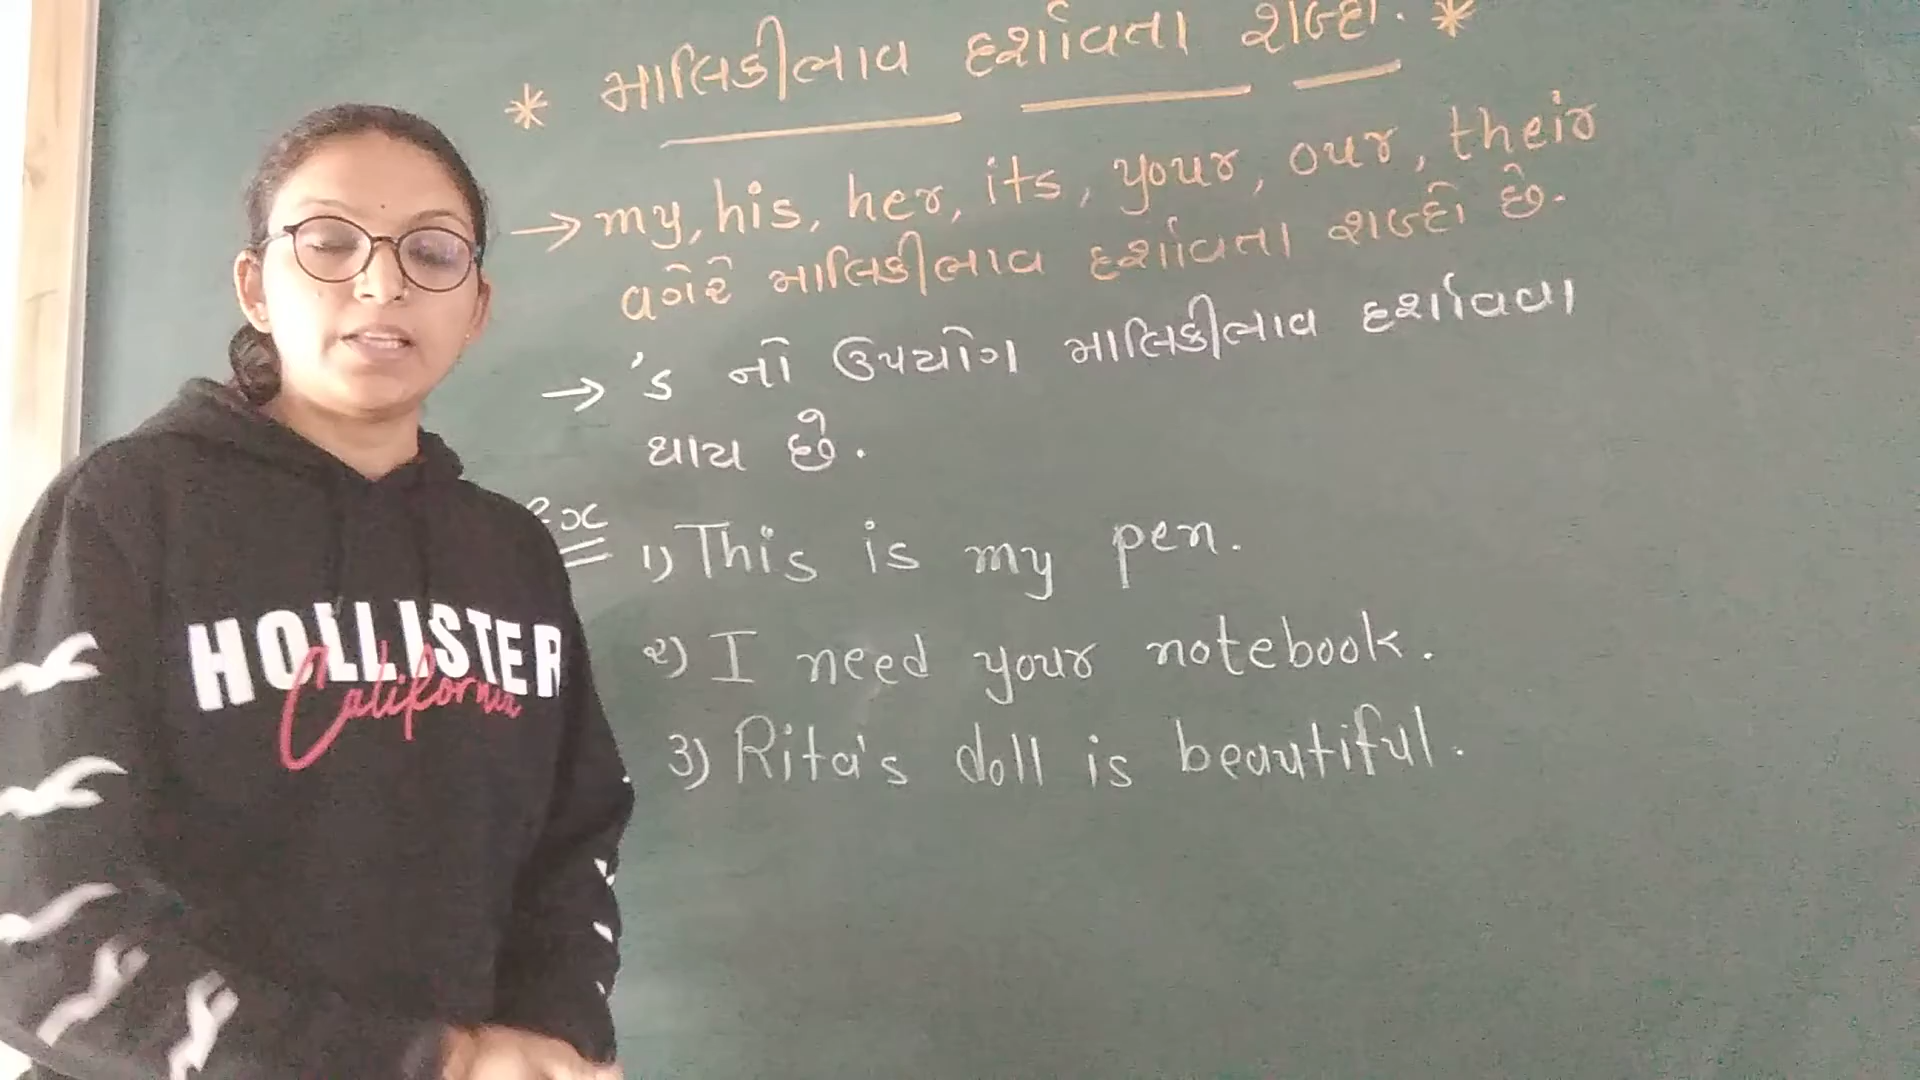 * માલિકીભાવ દર્શાવતા શબ્દો. *
→ my, his, her, its, your, our, their
વગેરે માલિકીભાવ દર્શાવતા શબ્દો છે.
→ 's નો ઉપયોગ માલિકીભાવ દર્શાવવા
થાય છે.
ex
1) This is my pen.
૨) I need your notebook.
3) Rita's doll is beautiful.
HOLLISTER
California